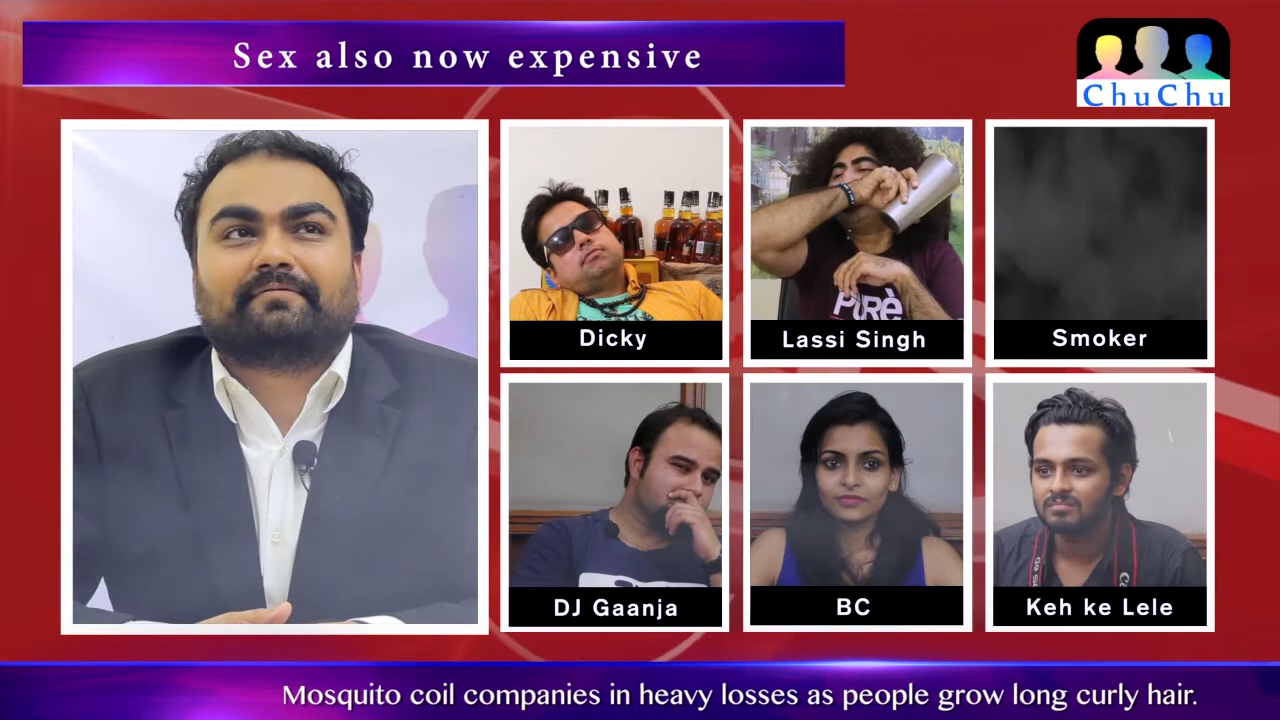 Sex also now expensive
ChuChu
PURè
Dicky
Lassi Singh
Smoker
DJ Gaanja
BC
Keh ke Lele
Mosquito coil companies in heavy losses as people grow long curly hair.